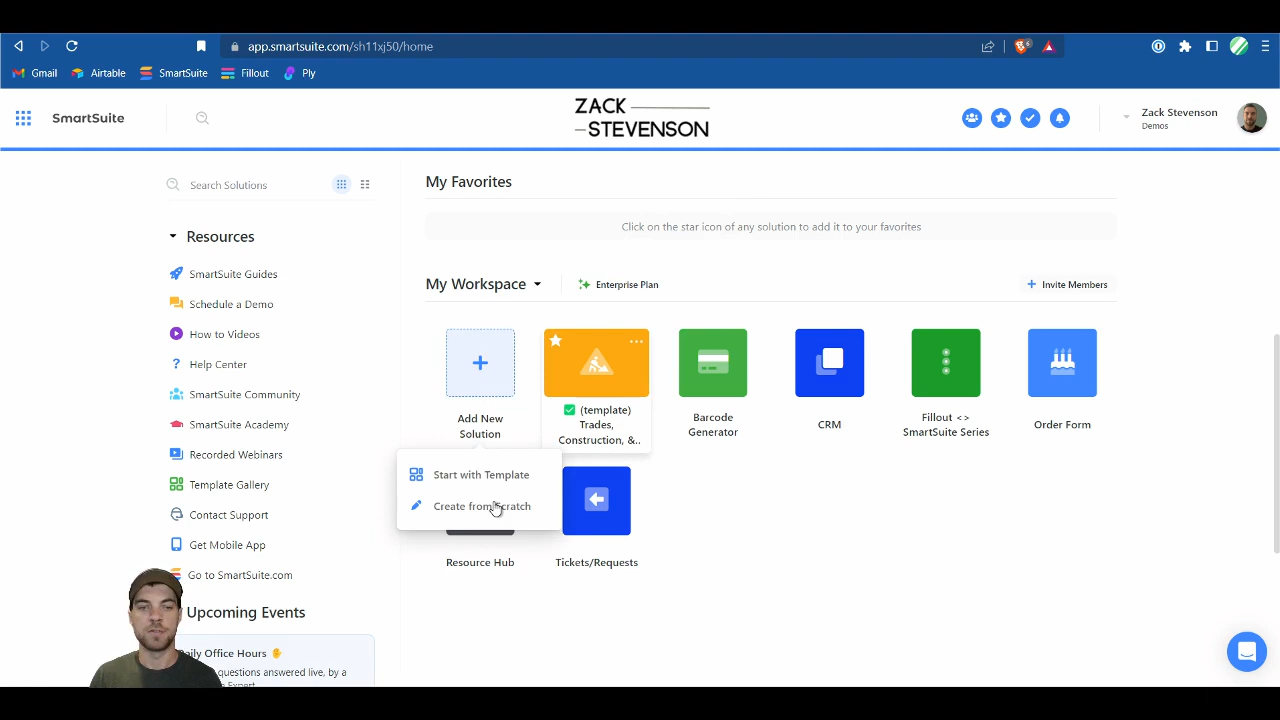 app.smartsuite.com/sh11xj50/home
6
Gmail
Airtable
SmartSuite
Fillout
Ply
SmartSuite
ZACK
STEVENSON
Zack Stevenson
Demos
Search Solutions
Resources
SmartSuite Guides
Schedule a Demo
How to Videos
Help Center
SmartSuite Community
SmartSuite Academy
Recorded Webinars
Template Gallery
Contact Support
Get Mobile App
Go to SmartSuite.com
Upcoming Events
aily Office Hours
questions answered live, by a
Expert.
My Favorites
Click on the star icon of any solution to add it to your favorites
My Workspace
Enterprise Plan
+ Invite Members
Add New
Solution
(template)
Trades,
Construction, &..
Barcode
Generator
CRM
Fillout <>
SmartSuite Series
Order Form
Start with Template
Create from Scratch
Resource Hub
Tickets/Requests